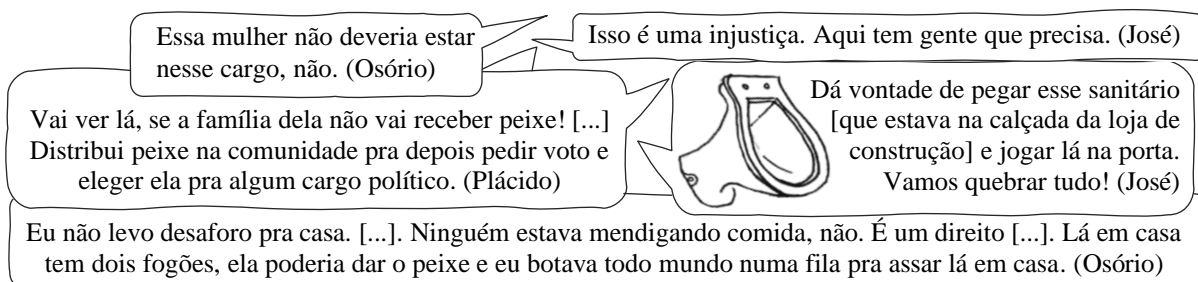 Essa mulher não deveria estar
nesse cargo, não. (Osório)
Isso é uma injustiça. Aqui tem gente que precisa. (José)
Vai ver lá, se a família dela não vai receber peixe! [...]
Distribui peixe na comunidade pra depois pedir voto e
eleger ela pra algum cargo político. (Plácido)
Dá vontade de pegar esse sanitário
[que estava na calçada da loja de
construção] e jogar lá na porta.
Vamos quebrar tudo! (José)
Eu não levo desaforo pra casa. [...]. Ninguém estava mendigando comida, não. É um direito [...]. Lá em casa
tem dois fogões, ela poderia dar o peixe e eu botava todo mundo numa fila pra assar lá em casa. (Osório)